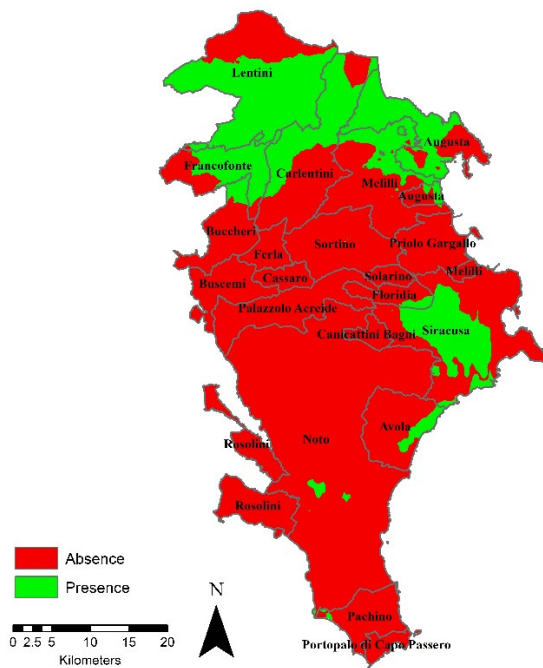 Lentini
Augusta
Francofonte
Carlentini
Melilli
Augusta
Buccheri
Sortino
Priolo Gargallo
Ferla
Melilli
Cassaro
Solarino
Buscemi
Floridia
Palazzolo Acreide
Siracusa
Canicattini Bagni
Avola
Noto
Rosolini
Rosolini
Absence
Presence
N
Pachino
0 2.5 5 10 15 20
Kilometers
Portopalo di Capo Passero